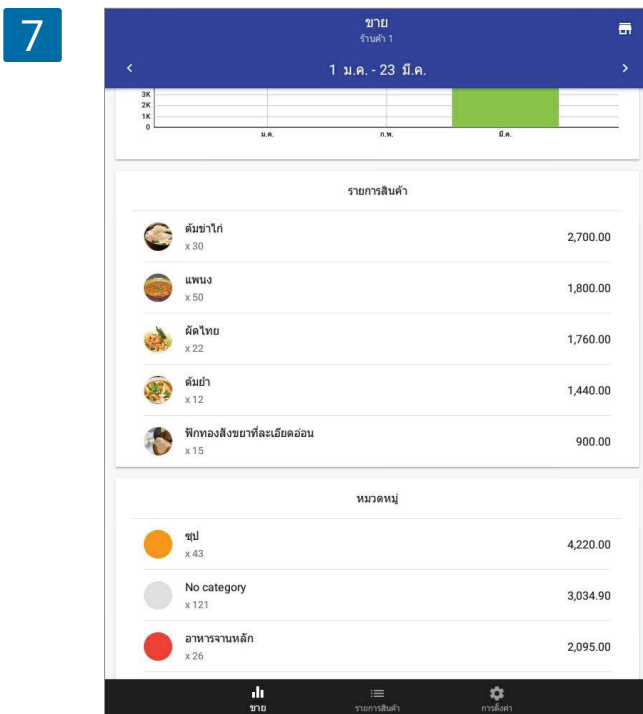 7
ขาย
ร้านค้า 1
1 ม.ค. - 23 มี.ค.
3K
2K
1K
0
ม.ค.
ก.พ.
มี.ค.
รายการสินค้า
ต้มข่าไก่
x 30
2,700.00
แพนง
x 50
1,800.00
ผัดไทย
x 22
1,760.00
ต้มยำ
x 12
1,440.00
ฟักทองสังขยาที่ละเอียดอ่อน
x 15
900.00
หมวดหมู่
ซุป
x 43
4,220.00
No category
x 121
3,034.90
อาหารจานหลัก
x 26
2,095.00
ขาย
รายการสินค้า
การตั้งค่า